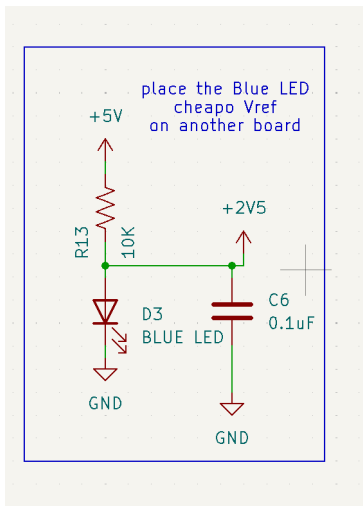 place the Blue LED
cheapo Vref
on another board
+5V
+2V5
R13
10K
D3
BLUE LED
C6
0.1uF
GND
GND